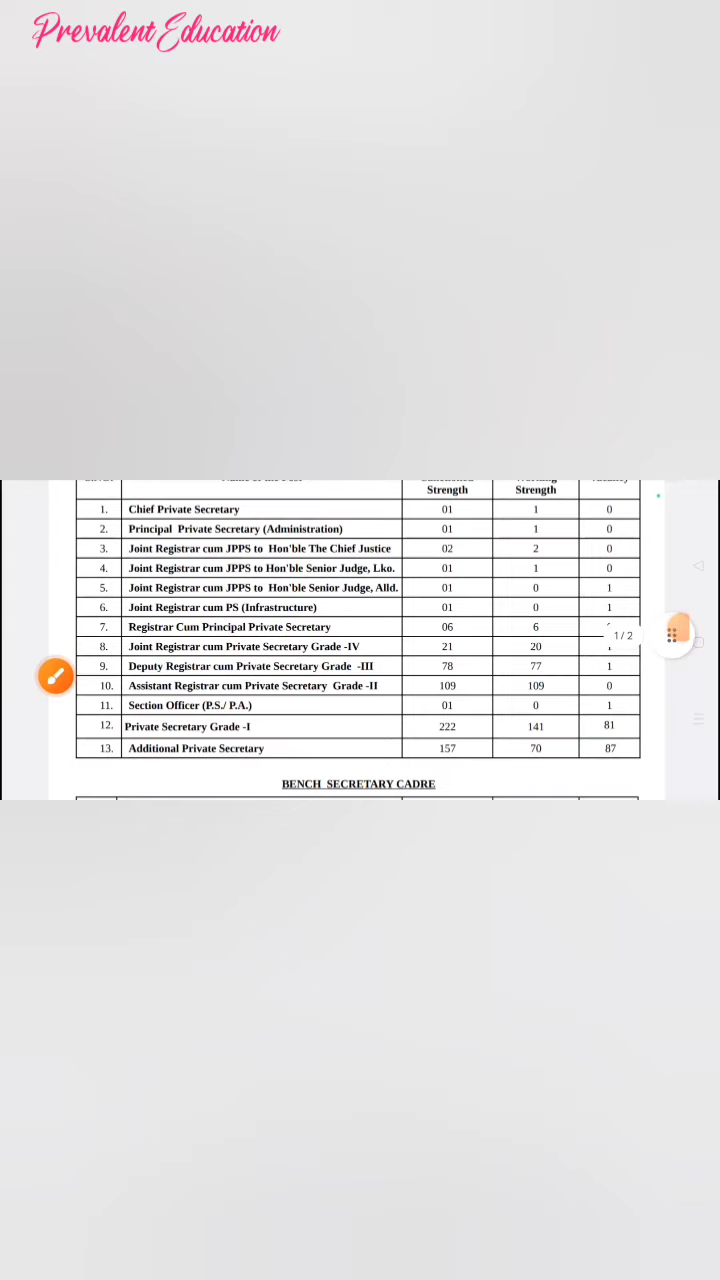 Prevalent Education
Strength Strength
1. Chief Private Secretary 01 1 0
2. Principal Private Secretary (Administration) 01 1 0
3. Joint Registrar cum JPPS to Hon'ble The Chief Justice 02 2 0
4. Joint Registrar cum JPPS to Hon'ble Senior Judge, Lko. 01 1 0
5. Joint Registrar cum JPPS to Hon'ble Senior Judge, Alld. 01 0 1
6. Joint Registrar cum PS (Infrastructure) 01 0 1
7. Registrar Cum Principal Private Secretary 06 6
1/2
8. Joint Registrar cum Private Secretary Grade -IV 21 20
9. Deputy Registrar cum Private Secretary Grade -III 78 77 1
10. Assistant Registrar cum Private Secretary Grade -II 109 109 0
11. Section Officer (P.S./ P.A.) 01 0 1
12. Private Secretary Grade -I 222 141 81
13. Additional Private Secretary 157 70 87
BENCH SECRETARY CADRE